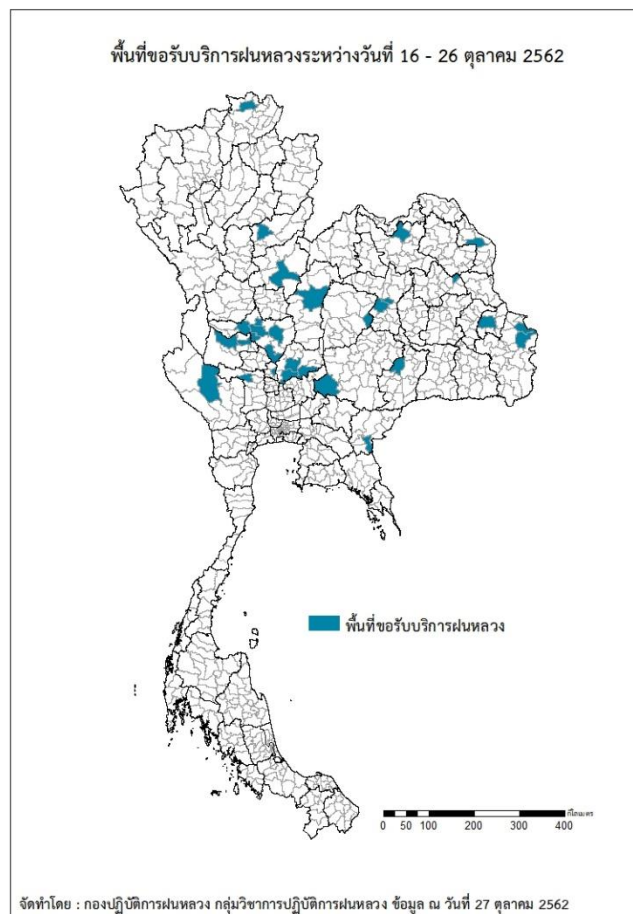 พื้นที่ขอรับบริการฝนหลวงระหว่างวันที่ 16 - 26 ตุลาคม 2562
พื้นที่ขอรับบริการฝนหลวง
กิโลเมตร
0 50 100 200 300 400
จัดทำโดย : กองปฏิบัติการฝนหลวง กลุ่มวิชาการปฏิบัติการฝนหลวง ข้อมูล ณ วันที่ 27 ตุลาคม 2562